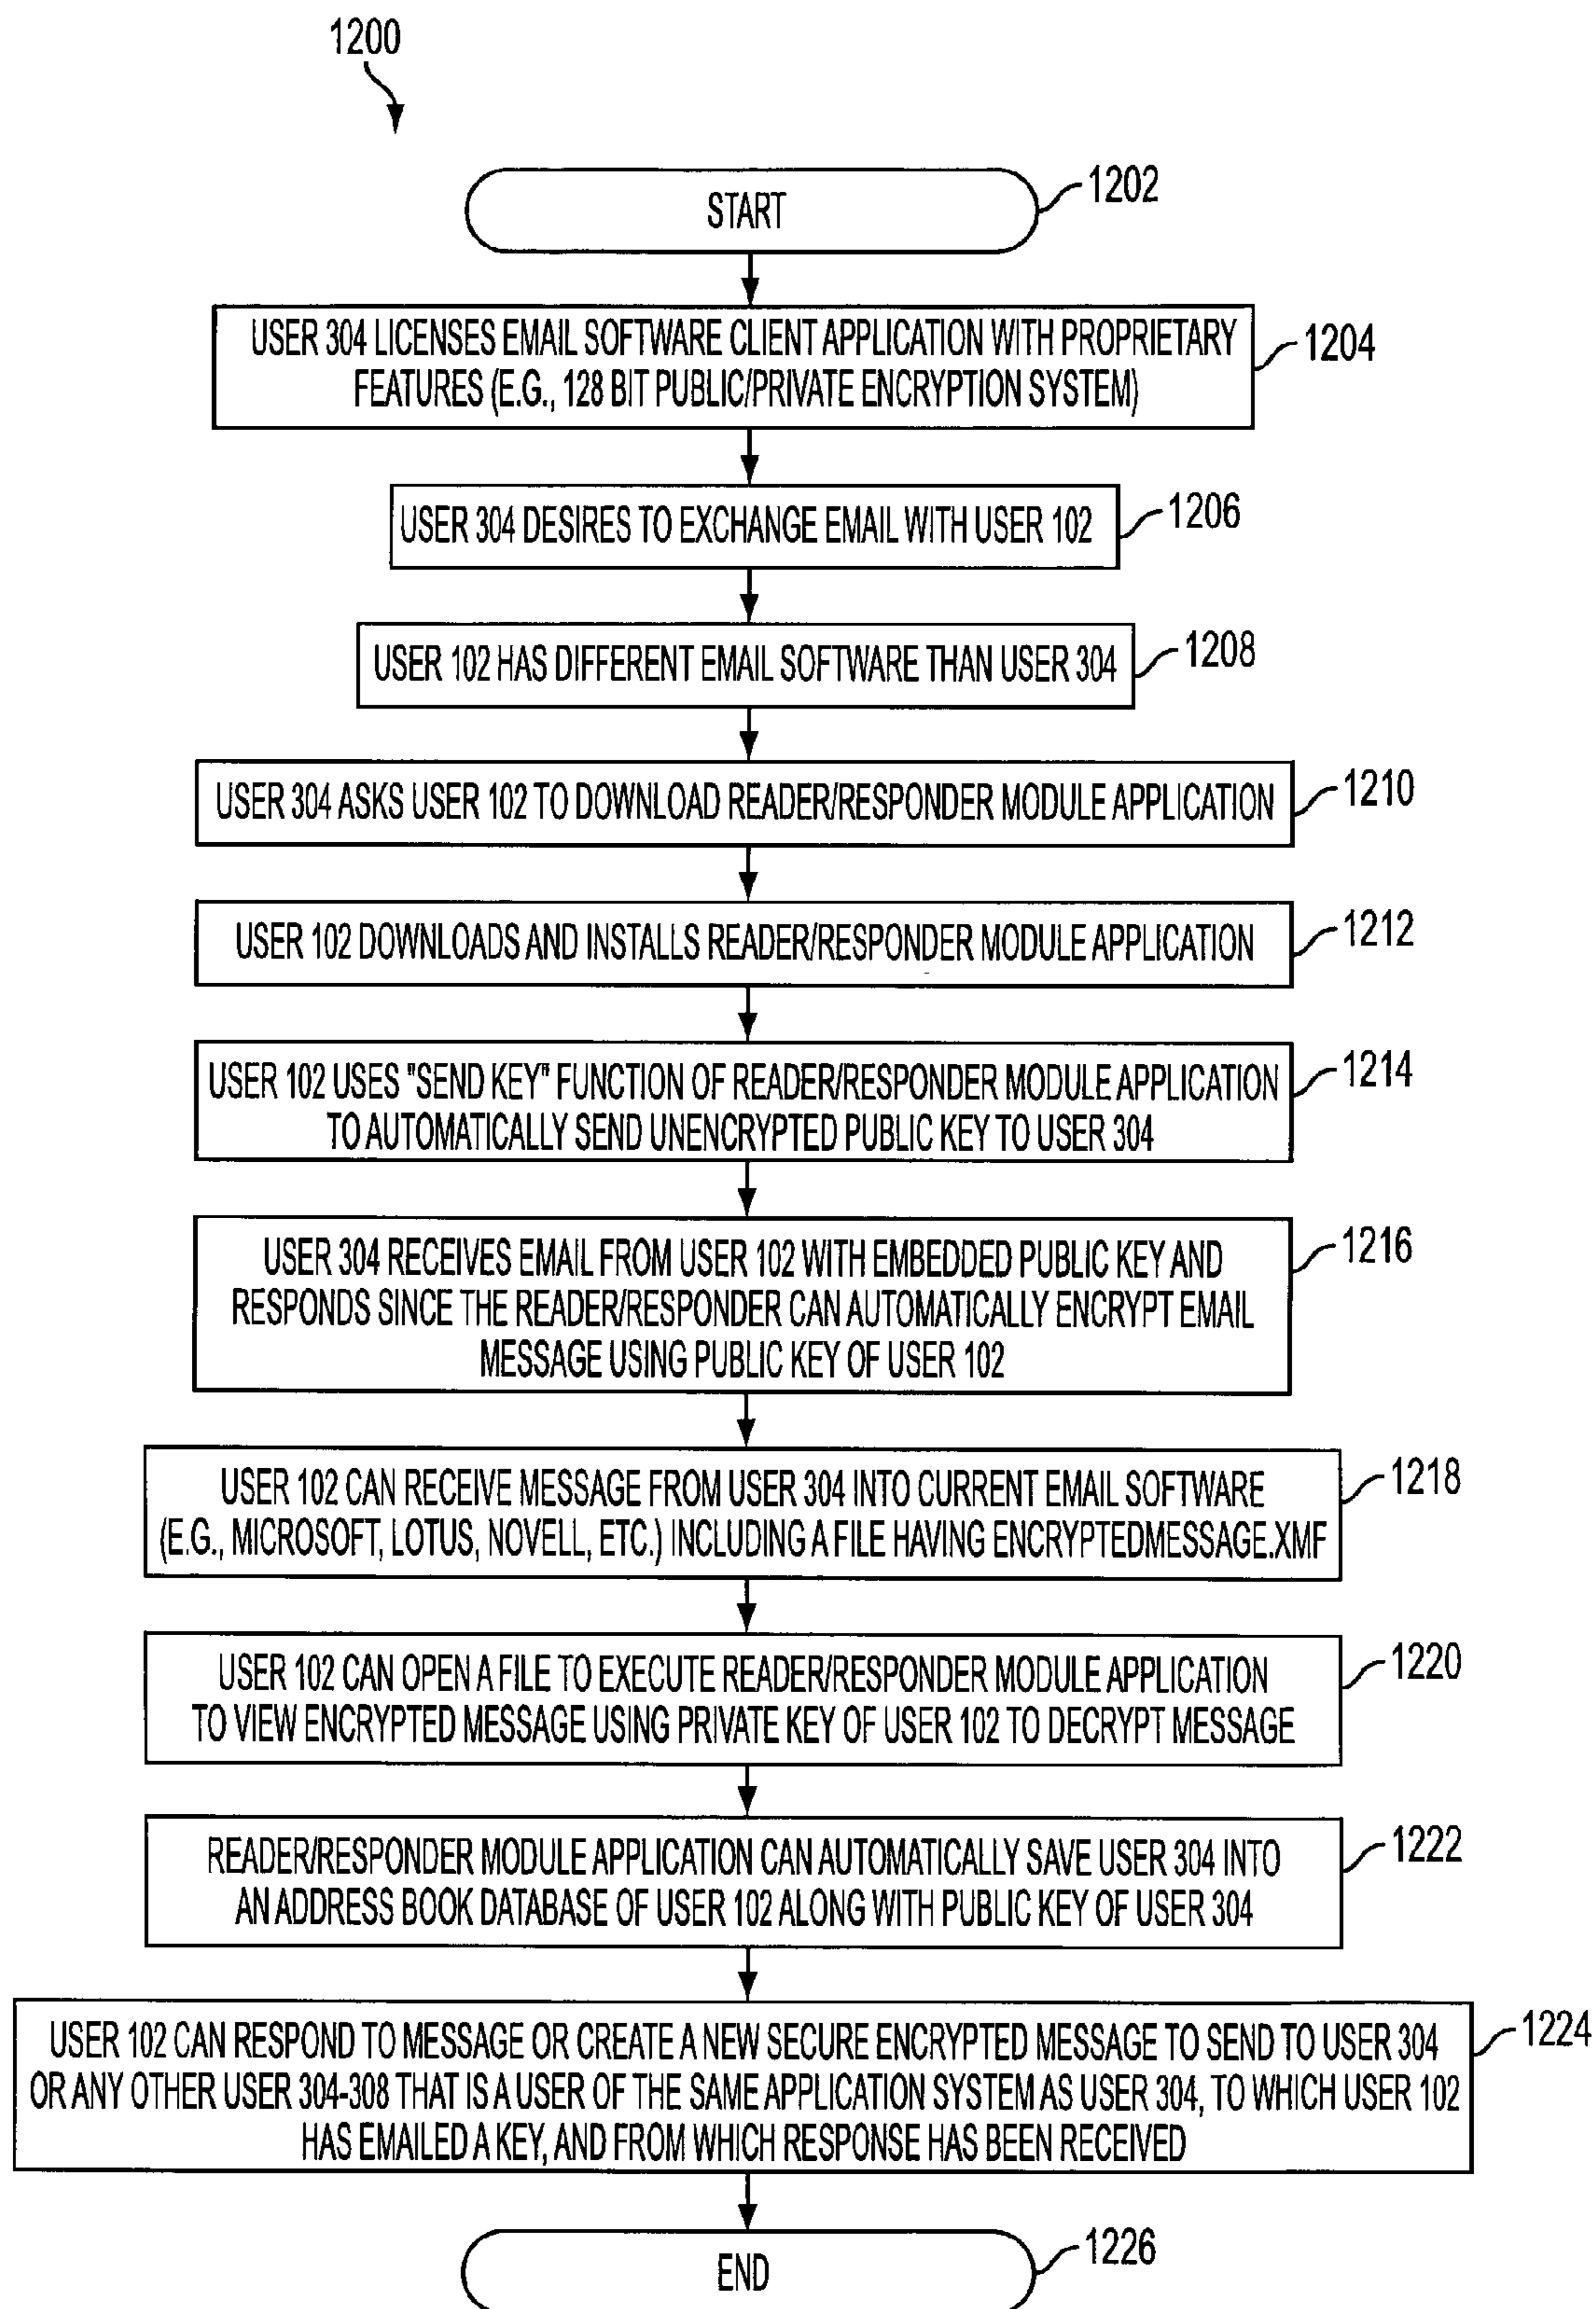 1200
START
1202
USER 304 LICENSES EMAIL SOFTWARE CLIENT APPLICATION WITH PROPRIETARY
FEATURES (E.G., 128 BIT PUBLIC/PRIVATE ENCRYPTION SYSTEM)
1204
USER 304 DESIRES TO EXCHANGE EMAIL WITH USER 102
1206
USER 102 HAS DIFFERENT EMAIL SOFTWARE THAN USER 304
1208
USER 304 ASKS USER 102 TO DOWNLOAD READER/RESPONDER MODULE APPLICATION
1210
USER 102 DOWNLOADS AND INSTALLS READER/RESPONDER MODULE APPLICATION
1212
USER 102 USES "SEND KEY" FUNCTION OF READER/RESPONDER MODULE APPLICATION
TO AUTOMATICALLY SEND UNENCRYPTED PUBLIC KEY TO USER 304
1214
USER 304 RECEIVES EMAIL FROM USER 102 WITH EMBEDDED PUBLIC KEY AND
RESPONDS SINCE THE READER/RESPONDER CAN AUTOMATICALLY ENCRYPT EMAIL
MESSAGE USING PUBLIC KEY OF USER 102
1216
USER 102 CAN RECEIVE MESSAGE FROM USER 304 INTO CURRENT EMAIL SOFTWARE
(E.G., MICROSOFT, LOTUS, NOVELL, ETC.) INCLUDING A FILE HAVING ENCRYPTEDMESSAGE.XMF
1218
USER 102 CAN OPEN A FILE TO EXECUTE READER/RESPONDER MODULE APPLICATION
TO VIEW ENCRYPTED MESSAGE USING PRIVATE KEY OF USER 102 TO DECRYPT MESSAGE
1220
READER/RESPONDER MODULE APPLICATION CAN AUTOMATICALLY SAVE USER 304 INTO
AN ADDRESS BOOK DATABASE OF USER 102 ALONG WITH PUBLIC KEY OF USER 304
1222
USER 102 CAN RESPOND TO MESSAGE OR CREATE A NEW SECURE ENCRYPTED MESSAGE TO SEND TO USER 304
OR ANY OTHER USER 304-308 THAT IS A USER OF THE SAME APPLICATION SYSTEM AS USER 304, TO WHICH USER 102
HAS EMAILED A KEY, AND FROM WHICH RESPONSE HAS BEEN RECEIVED
1224
END
1226